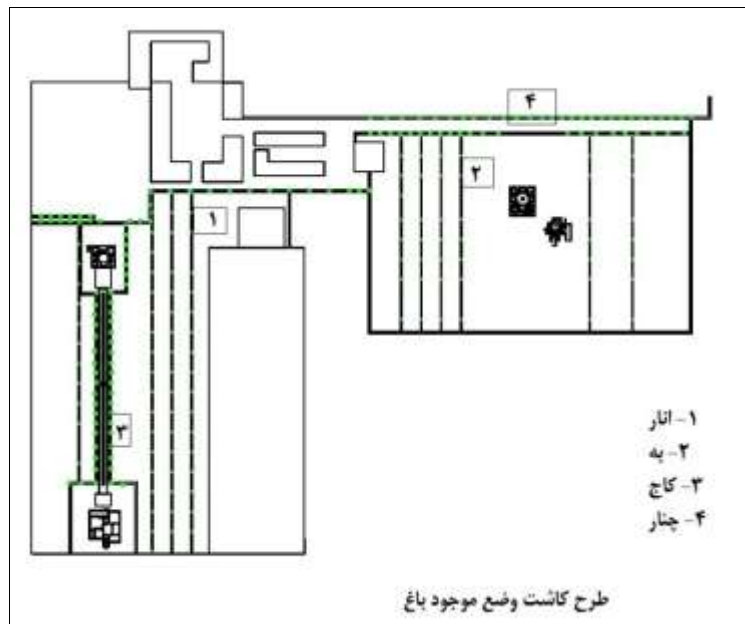 ۴
۲
۱
۳
۱- انار
۲- به
۳- کاج
۴- چنار
طرح کاشت وضع موجود باغ